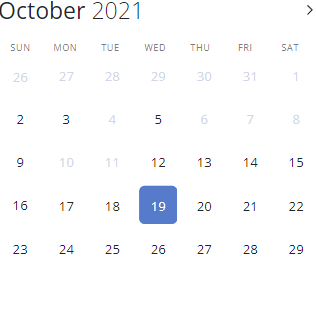 October 2021
SUN MON TUE WED THU FRI SAT
26 27 28 29 30 31 1
2 3 4 5 6 7 8
9 10 11 12 13 14 15
16 17 18 19 20 21 22
23 24 25 26 27 28 29